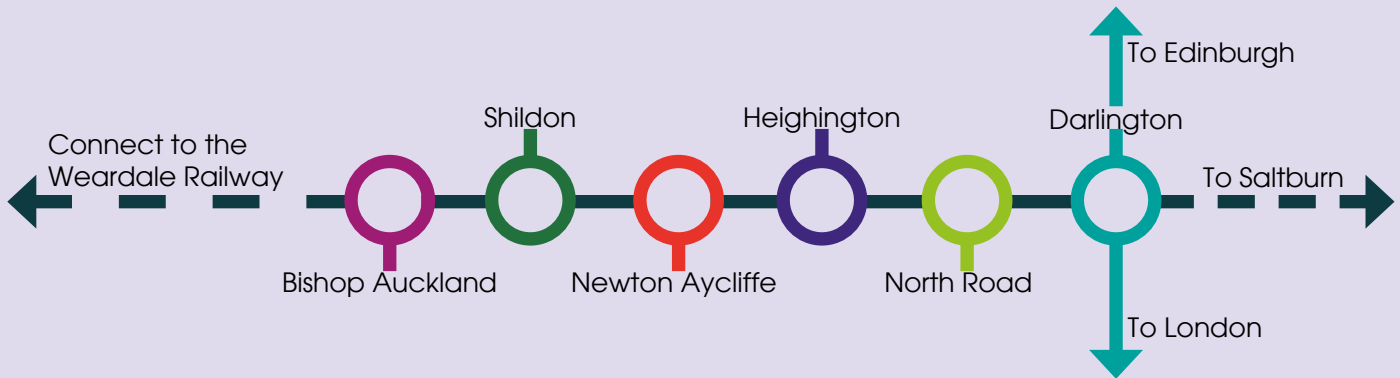 To Edinburgh
Shildon
Heighington
Darlington
Connect to the
Weardale Railway
To Saltburn
Bishop Auckland
Newton Aycliffe
North Road
To London